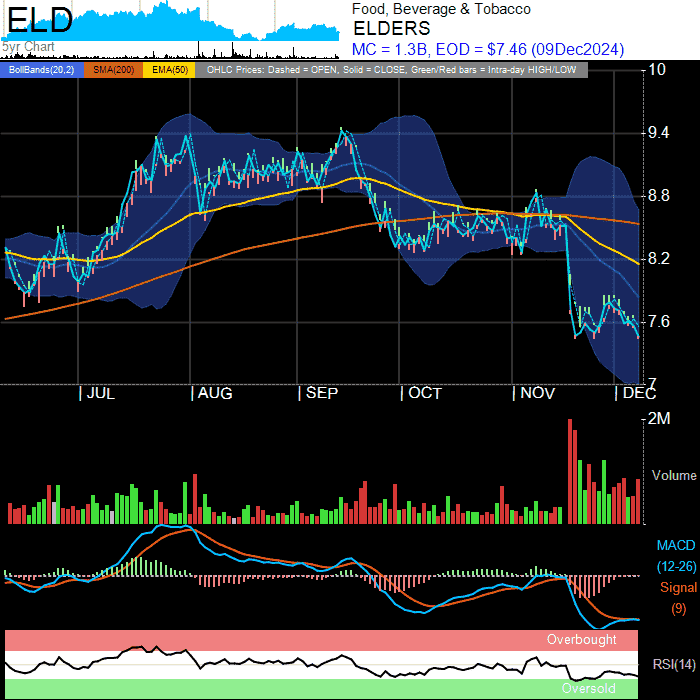 ELD
5yr Chart
Food, Beverage & Tobacco
ELDERS
MC = 1.3B, EOD = $7.46 (09Dec2024)
BollBands(20,2) SMA(200) EMA(50) OHLC Prices: Dashed = OPEN, Solid = CLOSE, Green/Red bars = Intra-day HIGH/LOW
10
9.4
8.8
8.2
7.6
7
JUL AUG SEP OCT NOV DEC
2M
Volume
MACD
(12-26)
Signal
(9)
Overbought
RSI(14)
Oversold